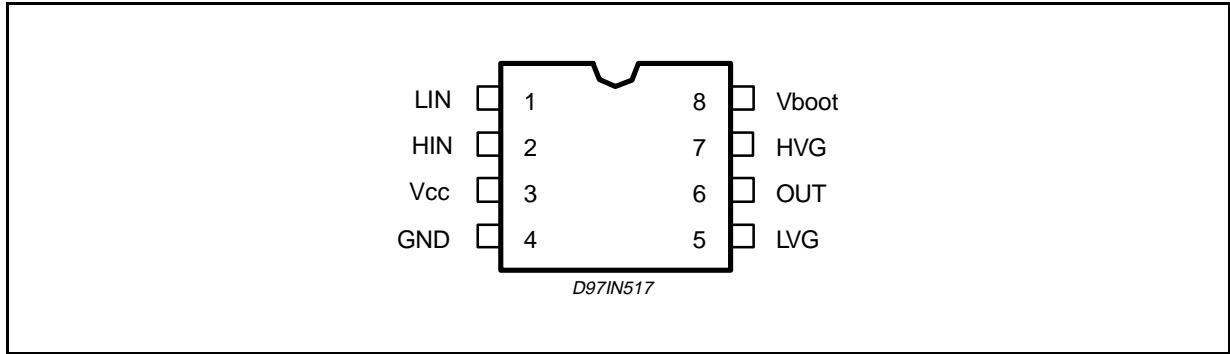 LIN 1 8 Vboot
HIN 2 7 HVG
Vcc 3 6 OUT
GND 4 5 LVG
D97IN517